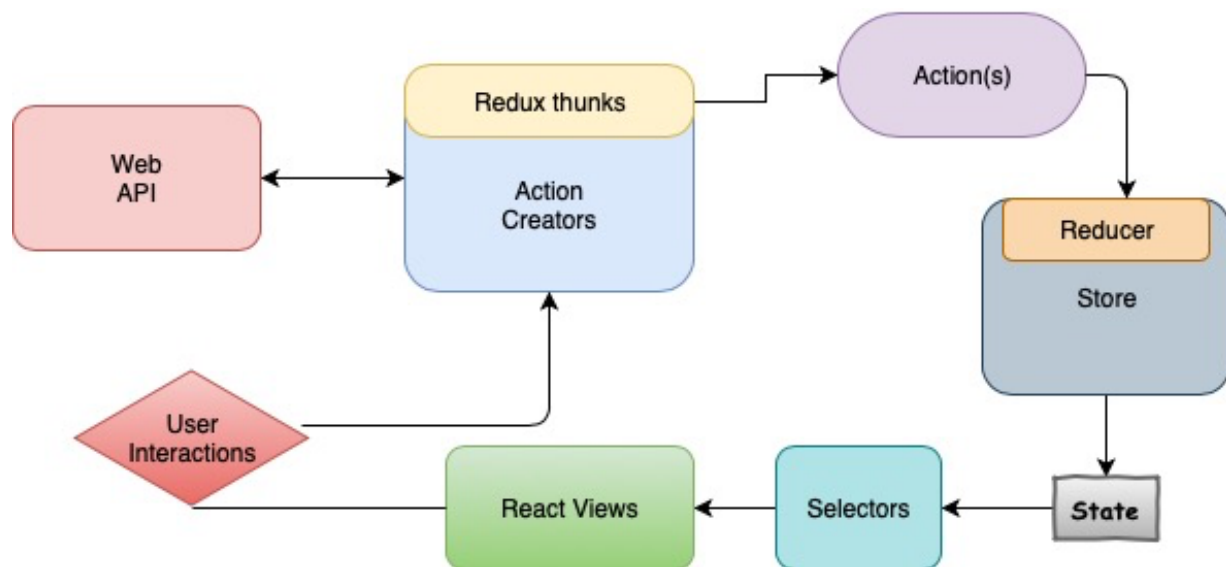 Redux thunks
Action(s)
Web
API
Action
Creators
Reducer
Store
User
Interactions
React Views
Selectors
State